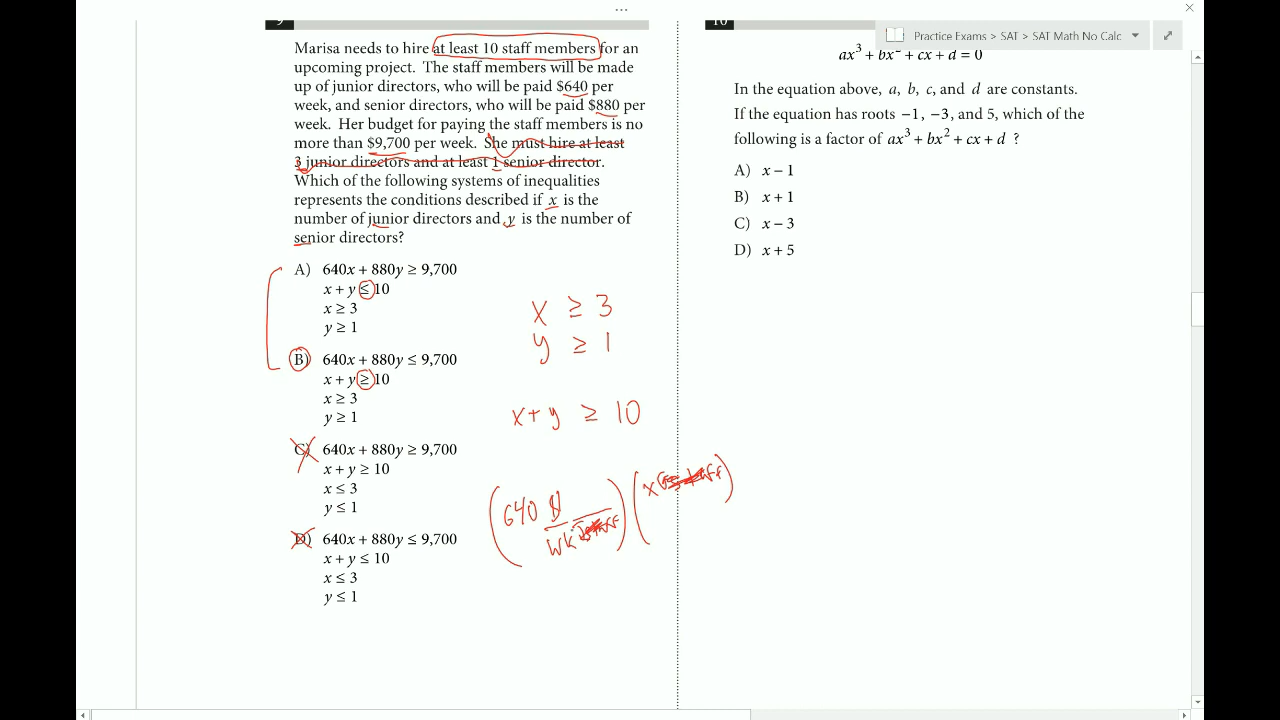 9
Marisa needs to hire at least 10 staff members for an
upcoming project. The staff members will be made
up of junior directors, who will be paid $640 per
week, and senior directors, who will be paid $880 per
week. Her budget for paying the staff members is no
more than $9,700 per week. She must hire at least
3 junior directors and at least 1 senior director.
Which of the following systems of inequalities
represents the conditions described if x is the
number of junior directors and y is the number of
senior directors?
A) 640x + 880y ≥ 9,700
x + y ≤ 10
x ≥ 3
y ≥ 1
B) 640x + 880y ≤ 9,700
x + y ≥ 10
x ≥ 3
y ≥ 1
C) 640x + 880y ≥ 9,700
x + y ≥ 10
x ≤ 3
y ≤ 1
D) 640x + 880y ≤ 9,700
x + y ≤ 10
x ≤ 3
y ≤ 1
x ≥ 3
y ≥ 1
x + y ≥ 10
(640 $
wk
) (x
)
10
Practice Exams > SAT > SAT Math No Calc
ax³ + bx² + cx + d = 0
In the equation above, a, b, c, and d are constants.
If the equation has roots −1, −3, and 5, which of the
following is a factor of ax³ + bx² + cx + d ?
A) x − 1
B) x + 1
C) x − 3
D) x + 5